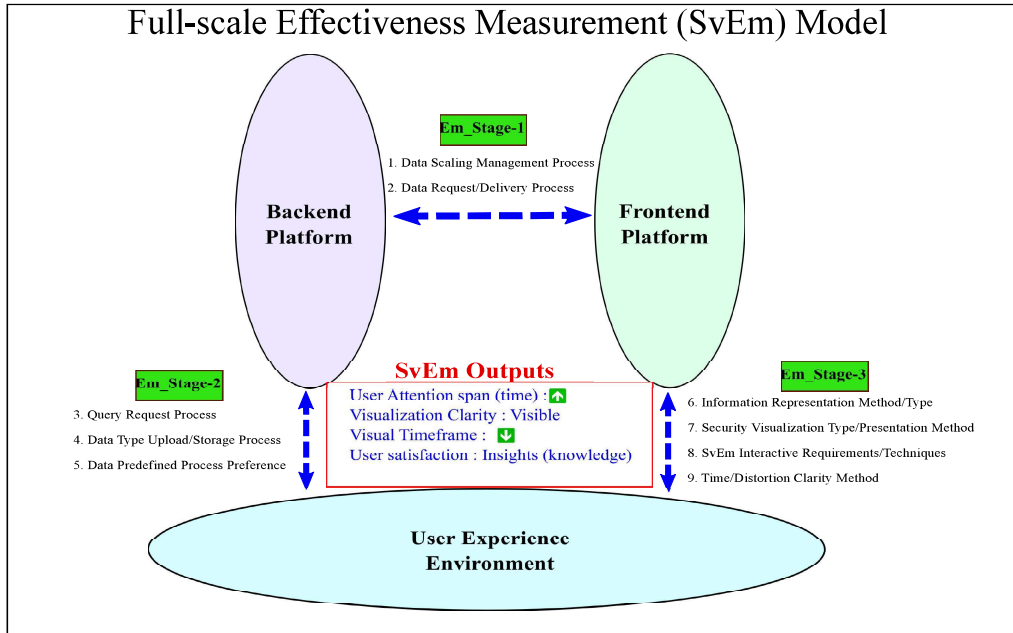 Full-scale Effectiveness Measurement (SvEm) Model
Em_Stage-1
1. Data Scaling Management Process
2. Data Request/Delivery Process
Backend
Platform
Frontend
Platform
Em_Stage-2
3. Query Request Process
4. Data Type Upload/Storage Process
5. Data Predefined Process Preference
SvEm Outputs
User Attention span (time) :
Visualization Clarity : Visible
Visual Timeframe :
User satisfaction : Insights (knowledge)
Em_Stage-3
6. Information Representation Method/Type
7. Security Visualization Type/Presentation Method
8. SvEm Interactive Requirements/Techniques
9. Time/Distortion Clarity Method
User Experience
Environment